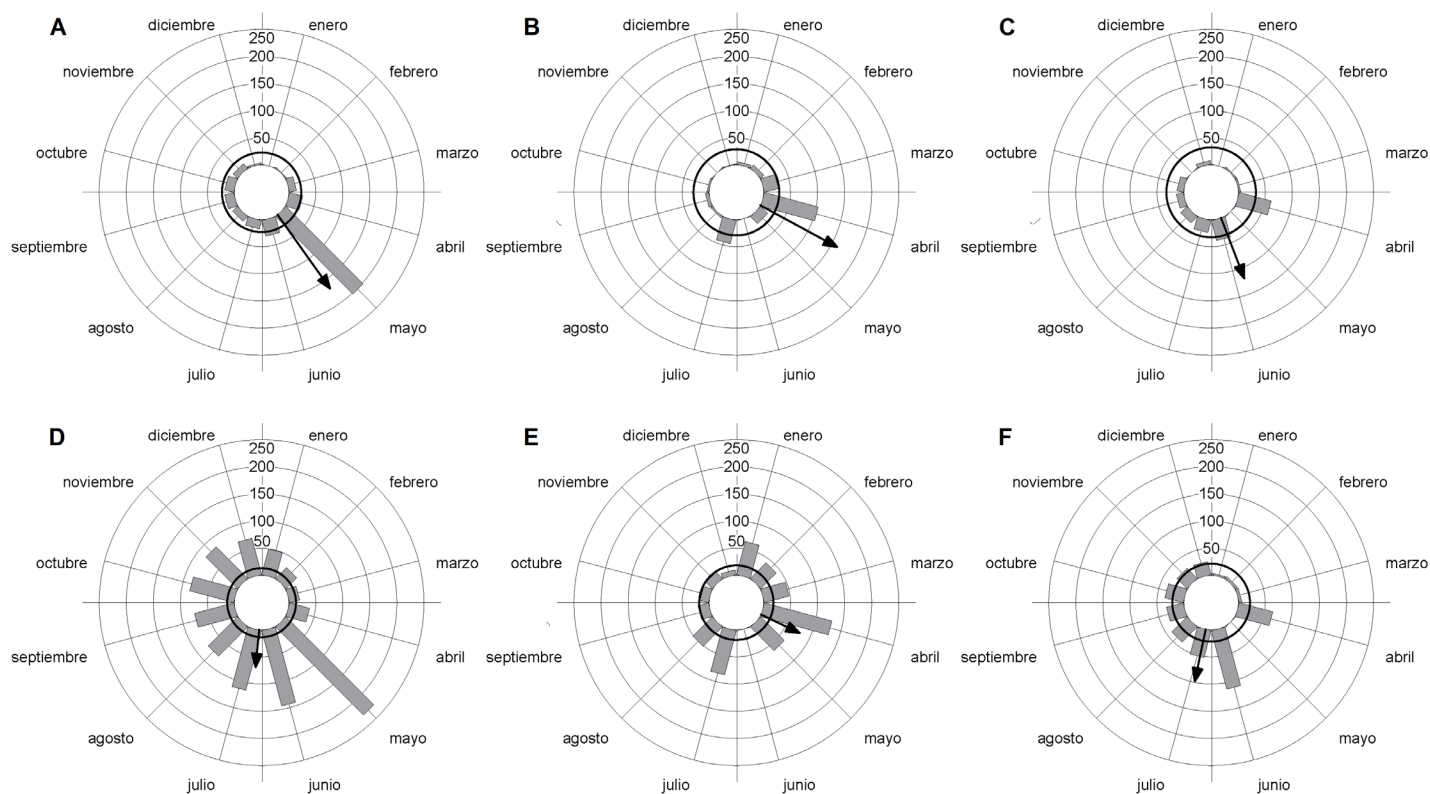 A
diciembre
enero
febrero
marzo
abril
mayo
junio
julio
agosto
septiembre
octubre
noviembre
250
200
150
100
50
B
diciembre
enero
febrero
marzo
abril
mayo
junio
julio
agosto
septiembre
octubre
noviembre
250
200
150
100
50
C
diciembre
enero
febrero
marzo
abril
mayo
junio
julio
agosto
septiembre
octubre
noviembre
250
200
150
100
50
D
diciembre
enero
febrero
marzo
abril
mayo
junio
julio
agosto
septiembre
octubre
noviembre
250
200
150
100
50
E
diciembre
enero
febrero
marzo
abril
mayo
junio
julio
agosto
septiembre
octubre
noviembre
250
200
150
100
50
F
diciembre
enero
febrero
marzo
abril
mayo
junio
julio
agosto
septiembre
octubre
noviembre
250
200
150
100
50